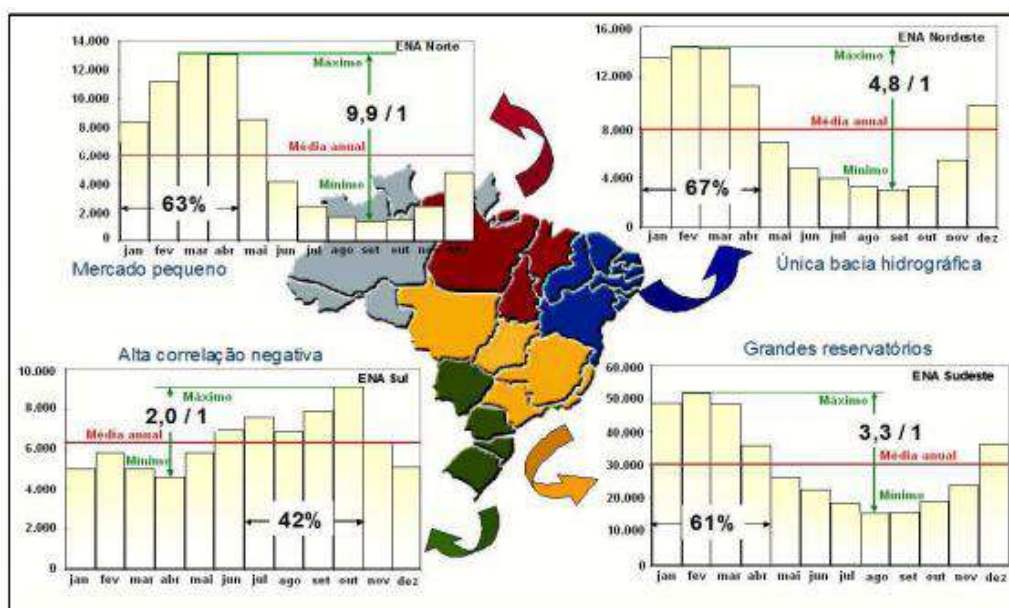 14.000
12.000
10.000
8.000
6.000
4.000
2.000
0
ENA Norte
Máximo
9,9 / 1
Média anual
Mínimo
63%
jan fev mar abr mai jun jul ago set out
Mercado pequeno
16.000
12.000
8.000
4.000
0
ENA Nordeste
Máximo
4,8 / 1
Média anual
Mínimo
67%
jan fev mar abr mai jun jul ago set out nov dez
Única bacia hidrográfica
Alta correlação negativa
10.000
8.000
6.000
4.000
2.000
0
ENA Sul
Máximo
2,0 / 1
Média anual
Mínimo
42%
jan fev mar abr mai jun jul ago set out nov dez
Grandes reservatórios
60.000
50.000
40.000
30.000
20.000
10.000
0
ENA Sudeste
Máximo
3,3 / 1
Média anual
Mínimo
61%
jan fev mar abr mai jun jul ago set out nov dez